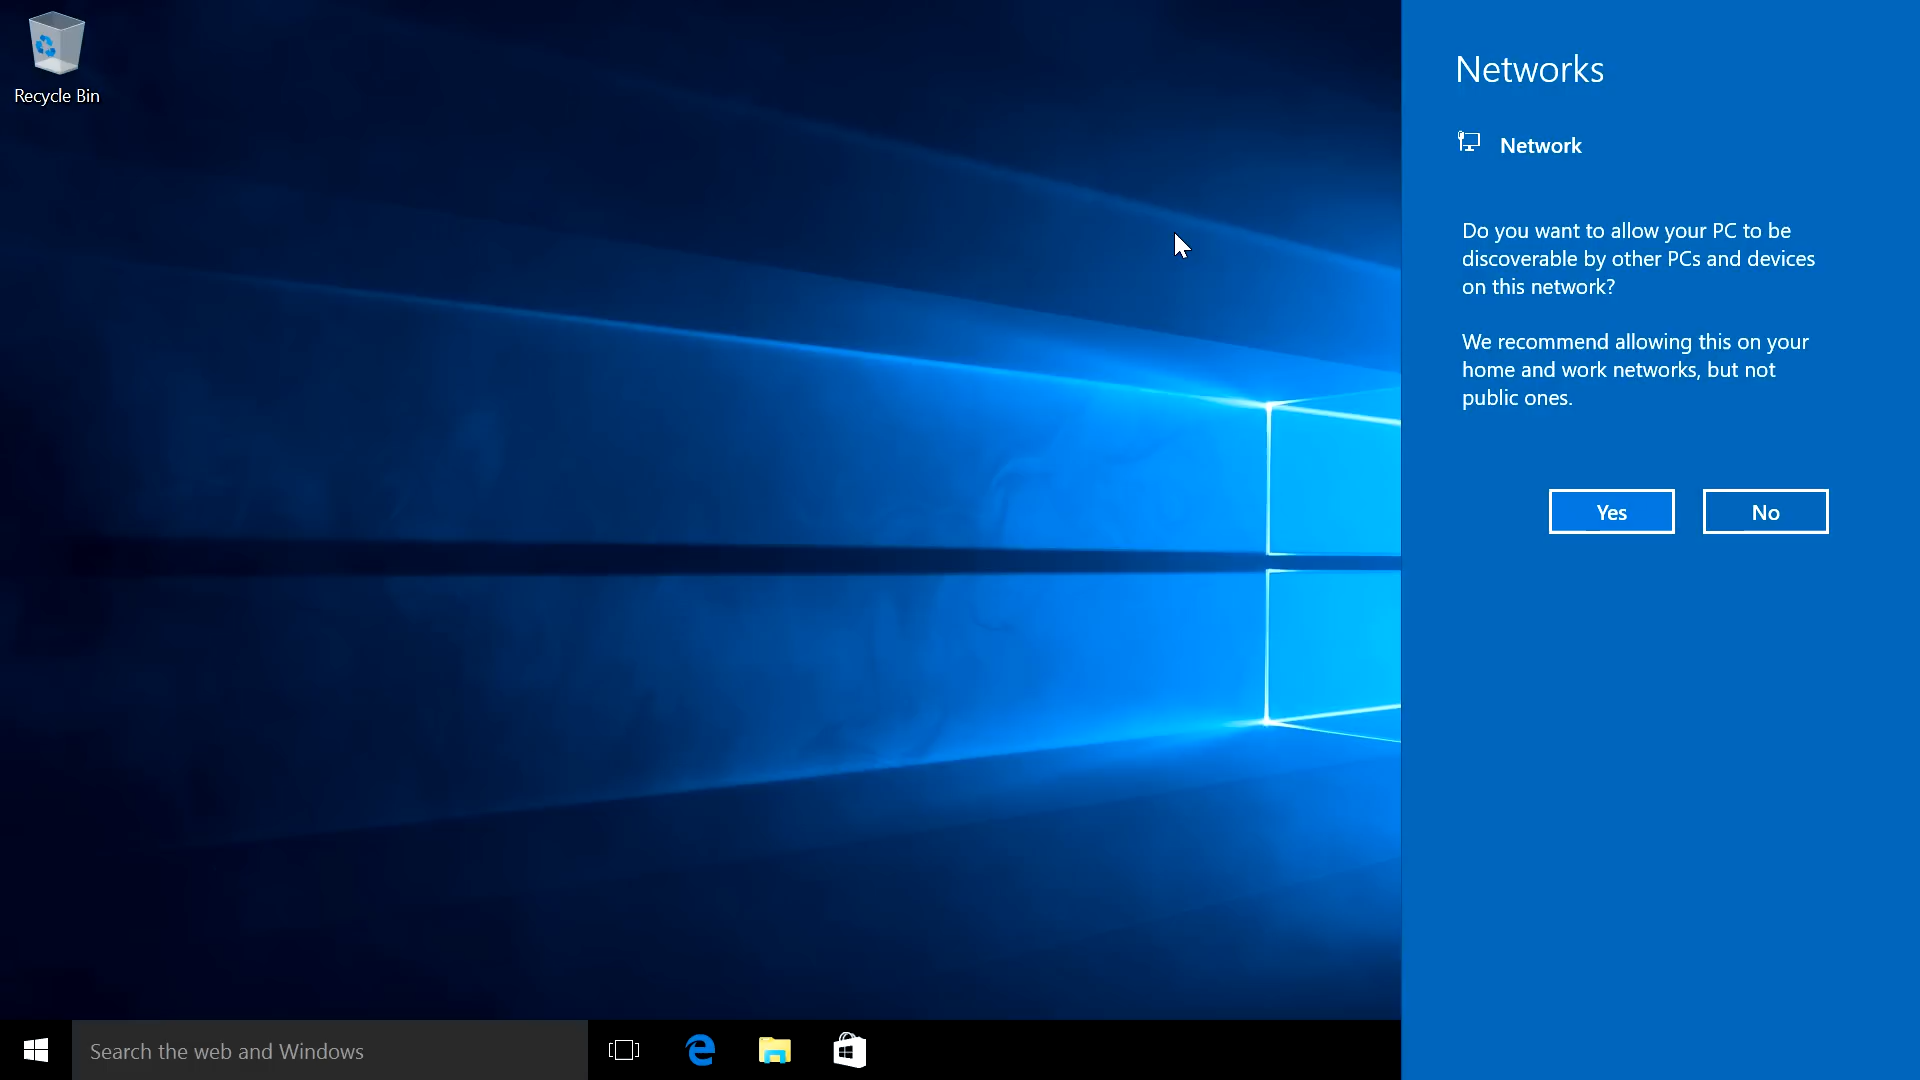 Recycle Bin
Networks
Network
Do you want to allow your PC to be
discoverable by other PCs and devices
on this network?
We recommend allowing this on your
home and work networks, but not
public ones.
Yes
No
Search the web and Windows